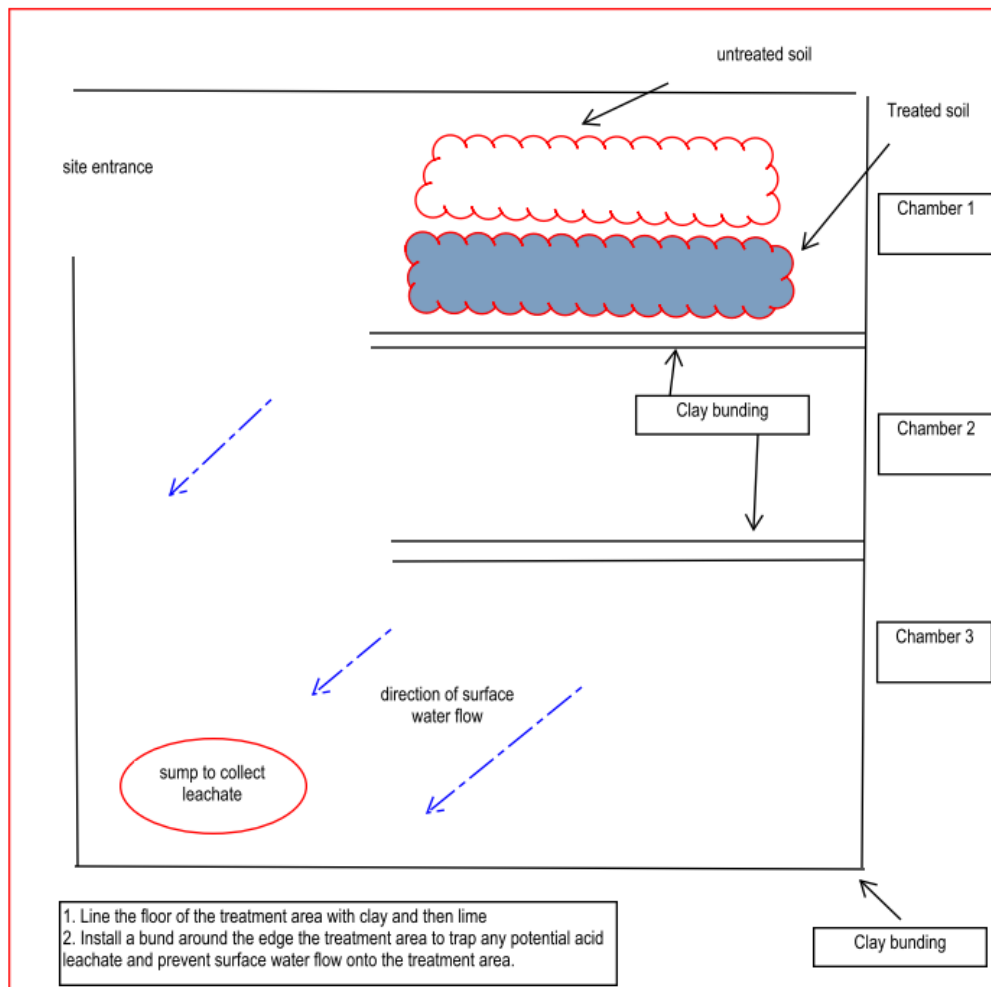 untreated soil
Treated soil
site entrance
Chamber 1
Clay bunding
Chamber 2
Chamber 3
direction of surface
water flow
sump to collect
leachate
1. Line the floor of the treatment area with clay and then lime
2. Install a bund around the edge the treatment area to trap any potential acid
leachate and prevent surface water flow onto the treatment area.
Clay bunding